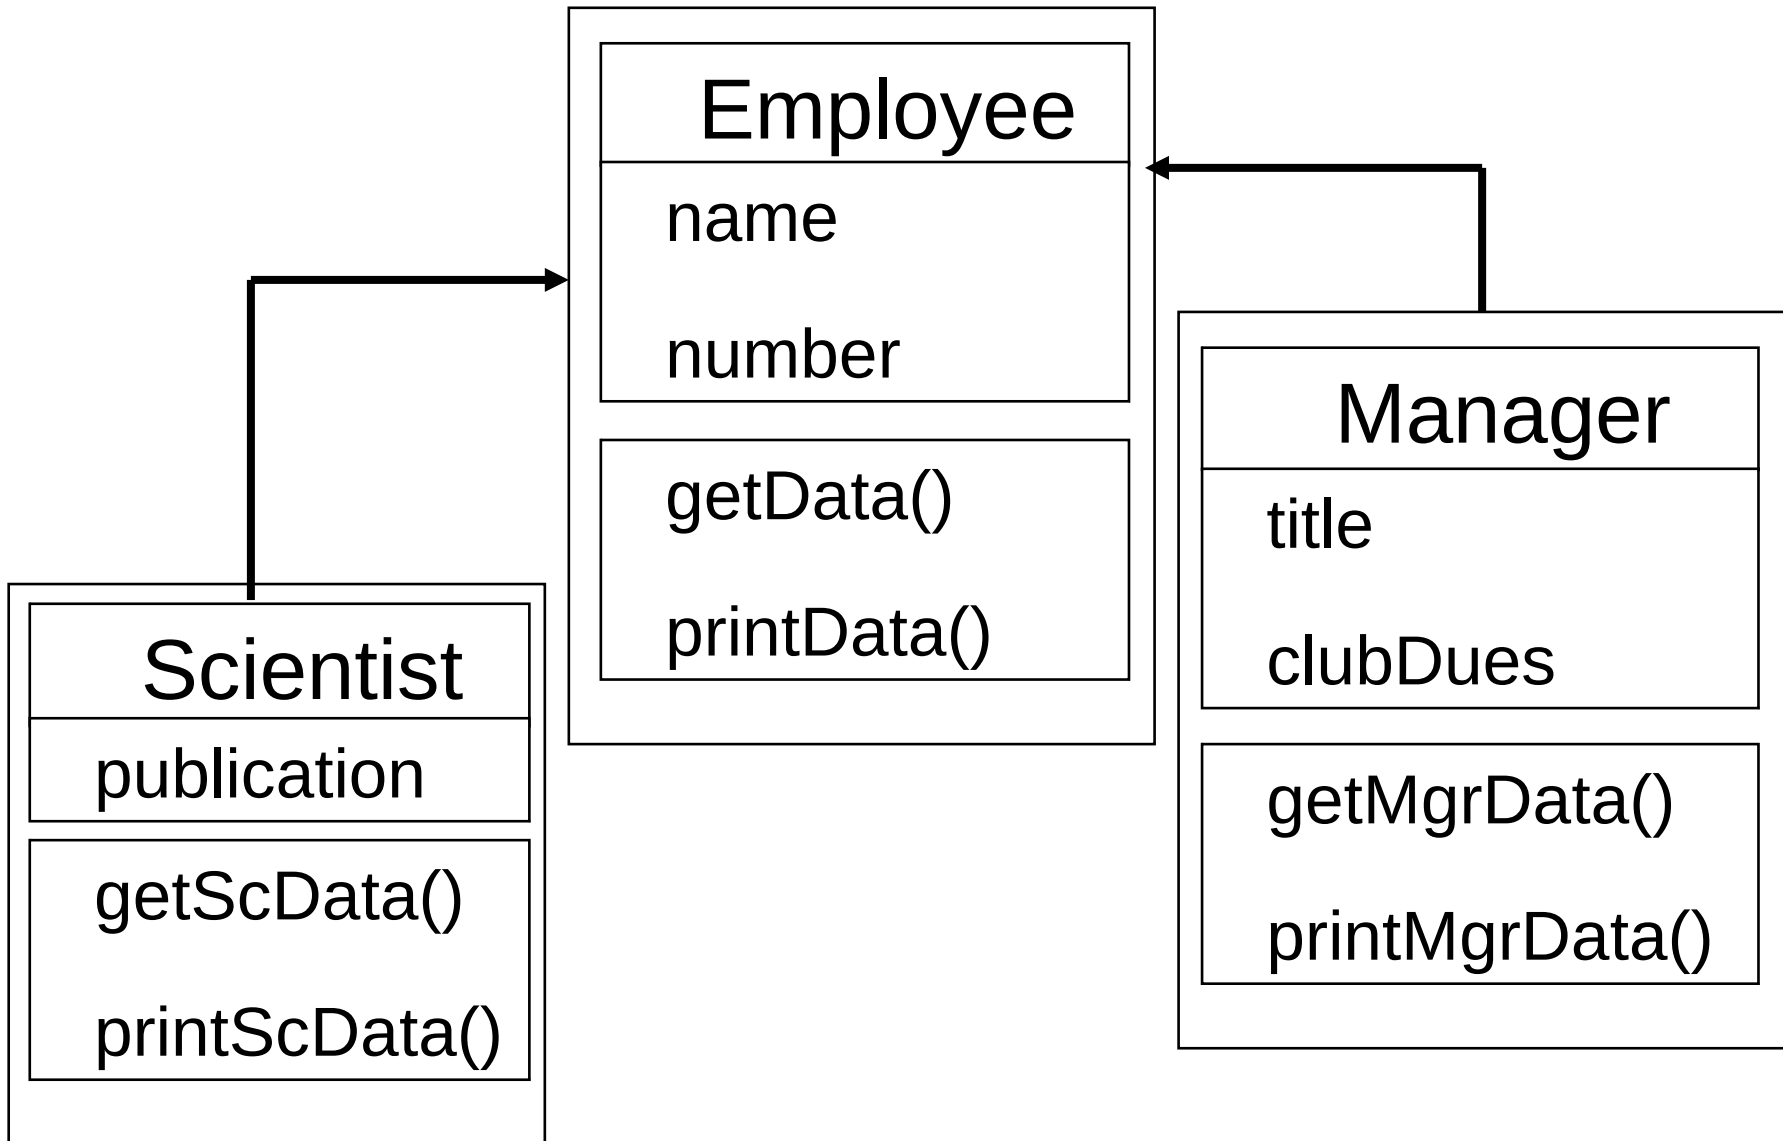 Employee
name
number
getData()
printData()
Scientist
publication
getScData()
printScData()
Manager
title
clubDues
getMgrData()
printMgrData()